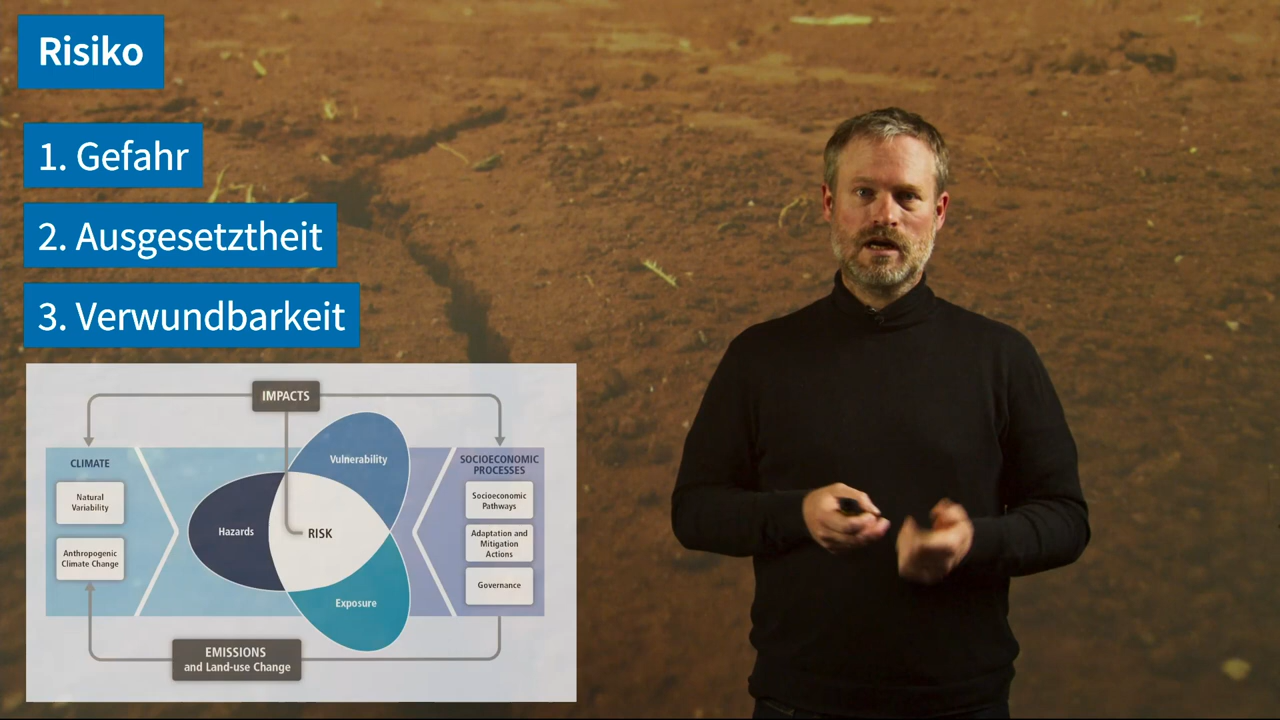 Risiko
1. Gefahr
2. Ausgesetztheit
3. Verwundbarkeit
IMPACTS
CLIMATE
Natural
Variability
Anthropogenic
Climate Change
Vulnerability
Hazards
RISK
Exposure
SOCIOECONOMIC
PROCESSES
Socioeconomic
Pathways
Adaptation and
Mitigation
Actions
Governance
EMISSIONS
and Land-use Change